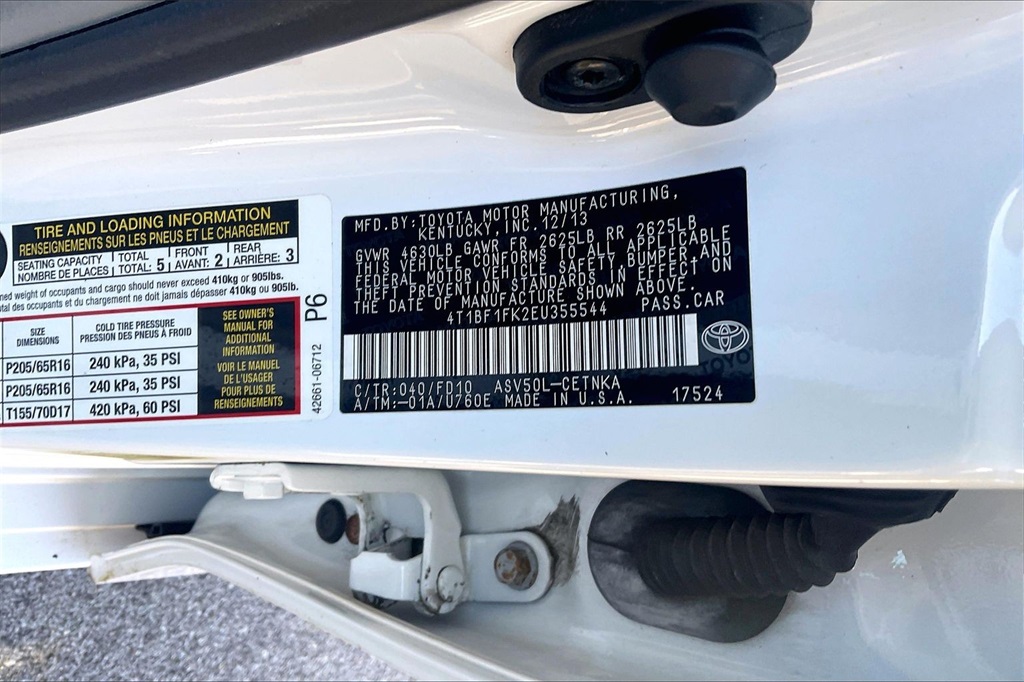 TIRE AND LOADING INFORMATION
RENSEIGNEMENTS SUR LES PNEUS ET LE CHARGEMENT
SEATING CAPACITY
NOMBRE DE PLACES
TOTAL
TOTAL: 5
FRONT
AVANT: 2
REAR
ARRIÈRE: 3
weight of occupants and cargo should never exceed 410kg or 905lbs.
total des occupants et du chargement ne doit jamais dépasser 410kg ou 905lb.
SIZE
DIMENSIONS
COLD TIRE PRESSURE
PRESSION DES PNEUS À FROID
P205/65R16 240 kPa, 35 PSI
P205/65R16 240 kPa, 35 PSI
T155/70D17 420 kPa, 60 PSI
SEE OWNER'S
MANUAL FOR
ADDITIONAL
INFORMATION
VOIR LE MANUEL
DE L'USAGER
POUR PLUS DE
RENSEIGNEMENTS
42661-06712 P6
MFD.BY:TOYOTA MOTOR MANUFACTURING,
KENTUCKY,INC.12/13
GVWR 4630LB GAWR FR 2625LB RR 2625LB
THIS VEHICLE CONFORMS TO ALL APPLICABLE
FEDERAL MOTOR VEHICLE SAFETY,BUMPER,AND
THEFT PREVENTION STANDARDS IN EFFECT ON
THE DATE OF MANUFACTURE SHOWN ABOVE.
4T1BF1FK2EU355544 PASS.CAR
TOYOTA
C/TR:040/FD10 ASV50L-CETNKA
A/TM:-01A/U760E MADE IN U.S.A. 17524